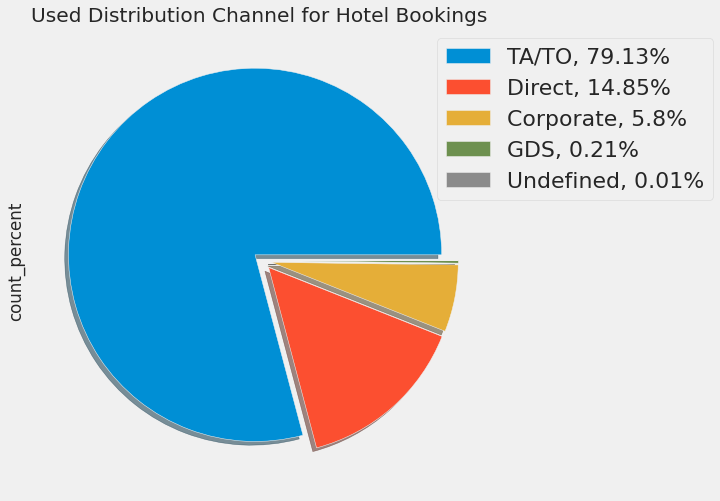 Used Distribution Channel for Hotel Bookings
TA/TO, 79.13%
Direct, 14.85%
Corporate, 5.8%
GDS, 0.21%
Undefined, 0.01%
count_percent